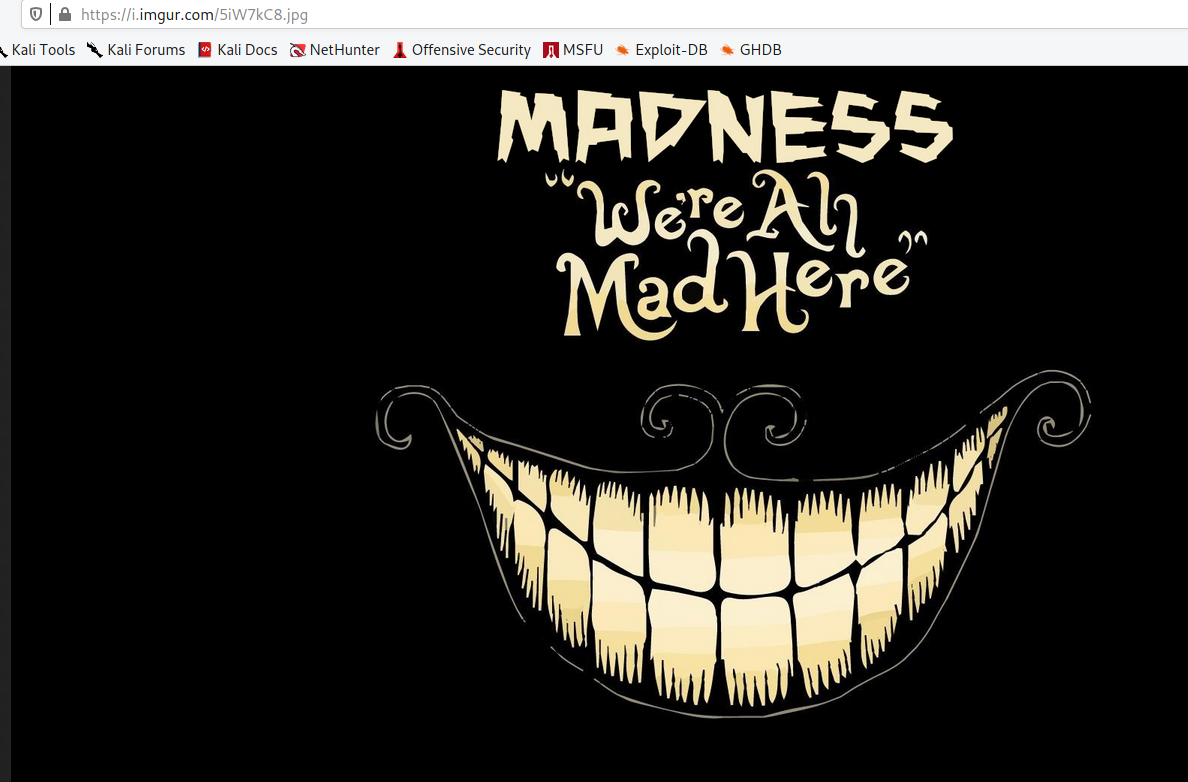 https://i.imgur.com/5iW7kC8.jpg
Kali Tools Kali Forums Kali Docs NetHunter Offensive Security MSFU Exploit-DB GHDB
MADNESS
"We're All
Mad Here"